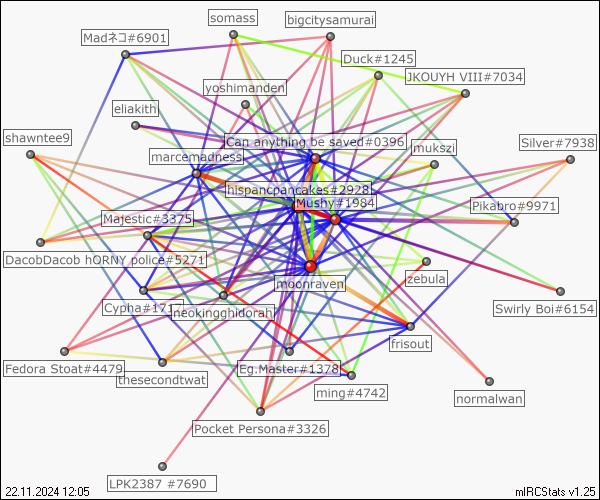 somass
bigcitysamurai
Madネコ#6901
Duck#1245
JKOUYH VIII#7034
yoshimanden
eliakith
shawntee9
Can anything be saved#0396
Silver#7938
marcemadness
mukszi
hispancpancakes#2928
Mushy#1984
Pikabro#9971
Majestic#3375
DacobDacob hORNY police#5271
zebula
moonraven
Cypha#171
neokingghidorah
Swirly Boi#6154
frisout
Fedora Stoat#4479
thesecondtwat
Eg.Master#1378
ming#4742
normalwan
Pocket Persona#3326
LPK2387 #7690
22.11.2024 12:05
mIRCStats v1.25